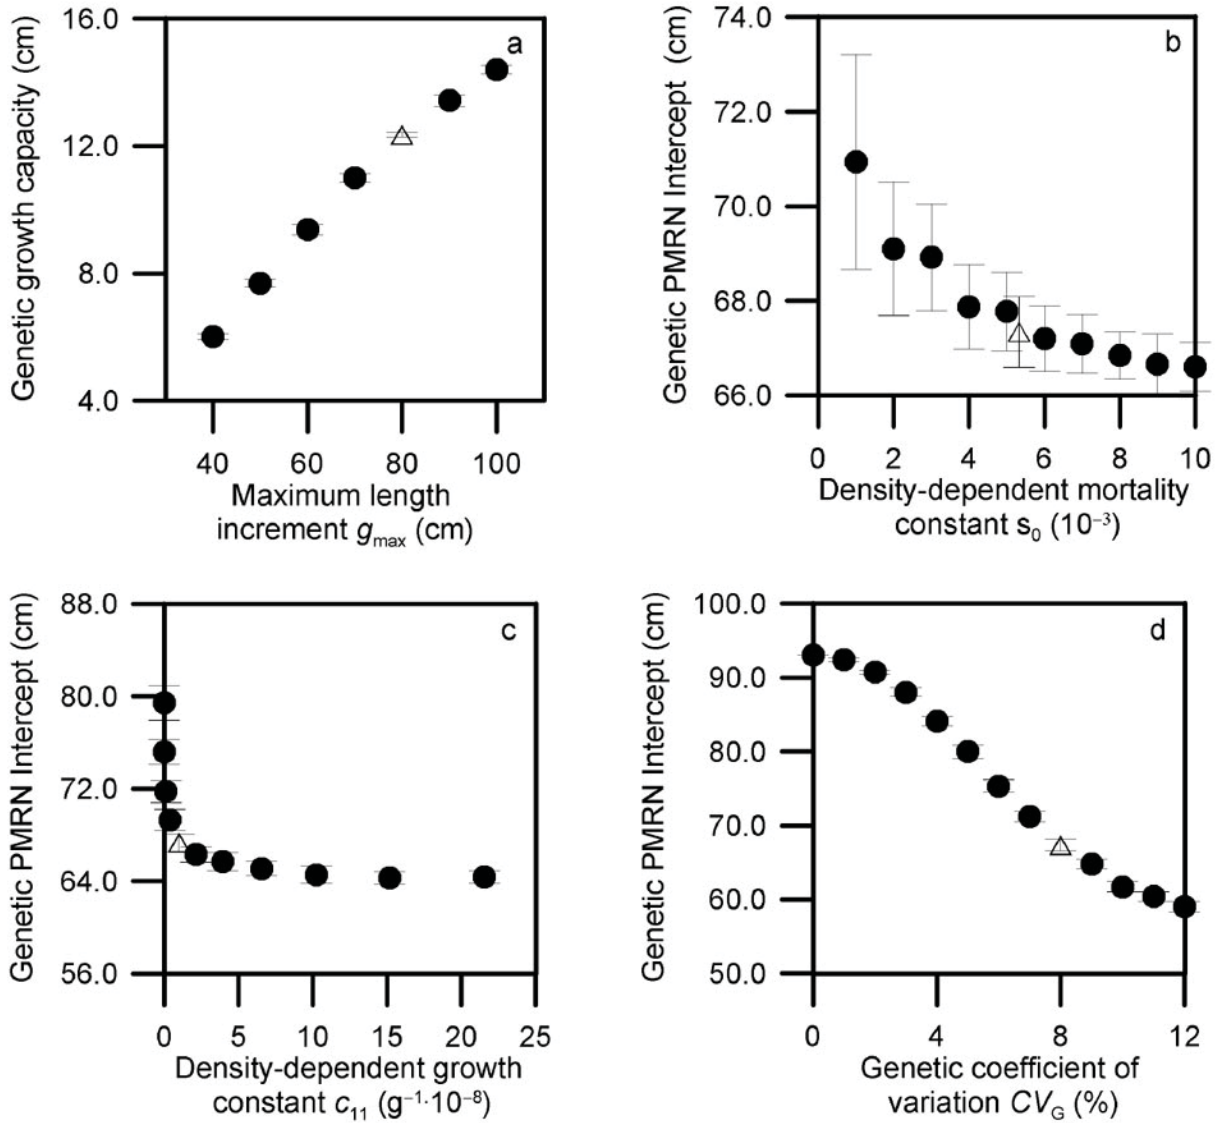 a
Genetic growth capacity (cm)
16.0
12.0
8.0
4.0
40 60 80 100
Maximum length
increment gmax (cm)
b
Genetic PMRN Intercept (cm)
74.0
72.0
70.0
68.0
66.0
0 2 4 6 8 10
Density-dependent mortality
constant s0 (10⁻³)
c
Genetic PMRN Intercept (cm)
88.0
80.0
72.0
64.0
56.0
0 5 10 15 20 25
Density-dependent growth
constant c11 (g⁻¹·10⁻⁸)
d
Genetic PMRN Intercept (cm)
100.0
90.0
80.0
70.0
60.0
50.0
0 4 8 12
Genetic coefficient of
variation CVG (%)